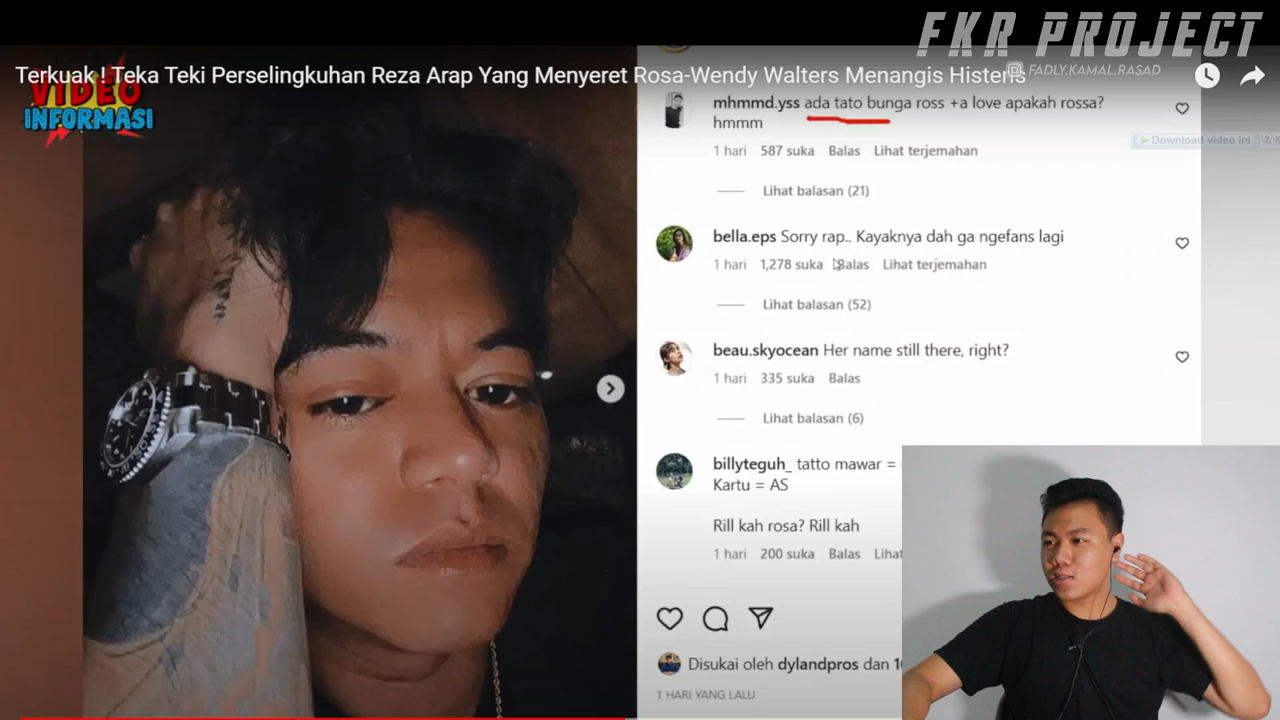 FKR PROJECT
FADLY.KAMAL.RASAD
Terkuak ! Teka Teki Perselingkuhan Reza Arap Yang Menyeret Rosa-Wendy Walters Menangis Histeris
VIDEO
INFORMASI
mhmmd.yss ada tato bunga ross +a love apakah rossa?
hmmm
1 hari 587 suka Balas Lihat terjemahan
Lihat balasan (21)
Download video ini
bella.eps Sorry rap.. Kayaknya dah ga ngefans lagi
1 hari 1,278 suka Balas Lihat terjemahan
Lihat balasan (52)
beau.skyocean Her name still there, right?
1 hari 335 suka Balas
Lihat balasan (6)
billyteguh_ tatto mawar =
Kartu = AS
Rill kah rosa? Rill kah
1 hari 200 suka Balas Lihat
Disukai oleh dylandpros dan
1 HARI YANG LALU